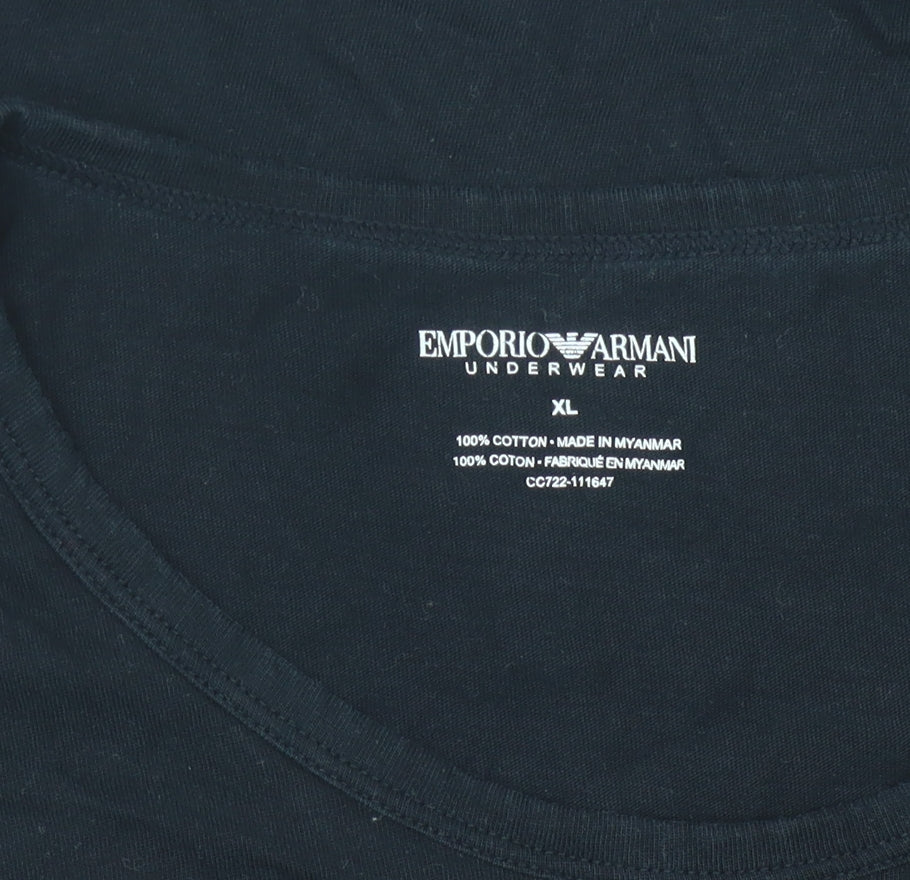 EMPORIO ARMANI
UNDERWEAR
XL
100% COTTON • MADE IN MYANMAR
100% COTON • FABRIQUÉ EN MYANMAR
CC722-111647